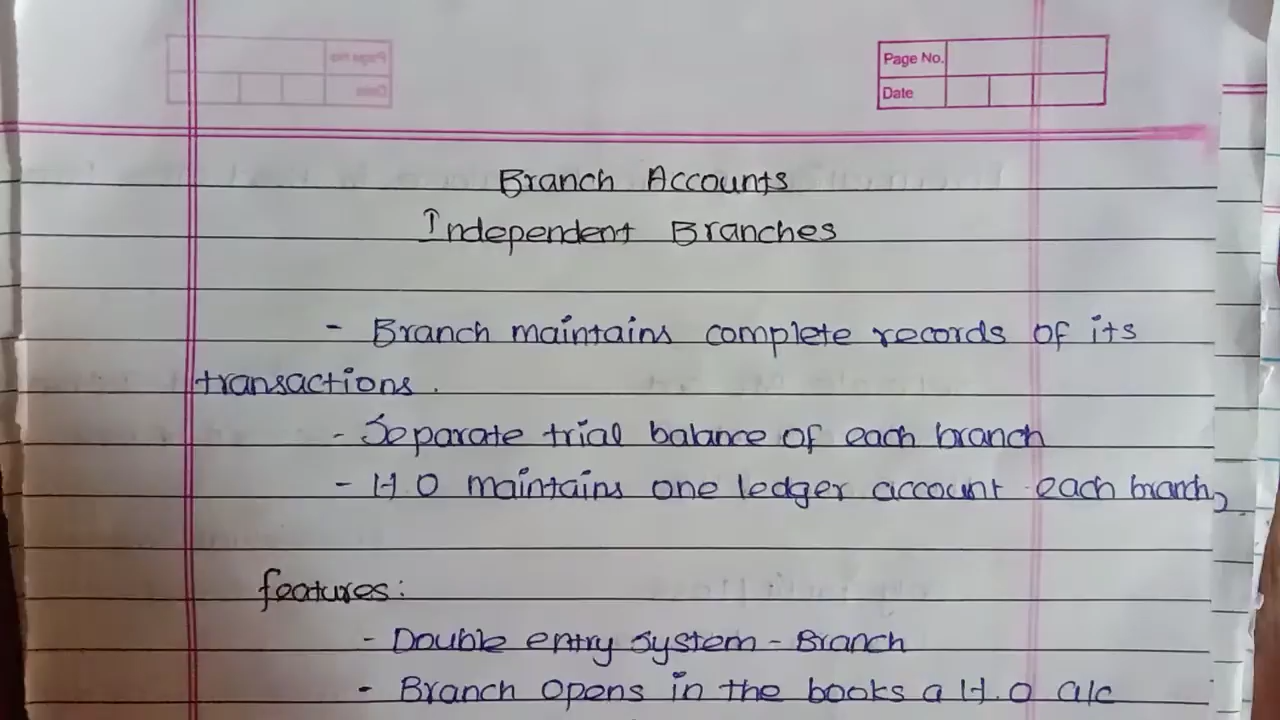 Page No.
Date
Branch Accounts
Independent Branches
- Branch maintains complete records of its
transactions.
- Separate trial balance of each branch
- H.O maintains one ledger account each branch,
features:
- Double entry system - Branch
- Branch opens in the books a H.O a/c